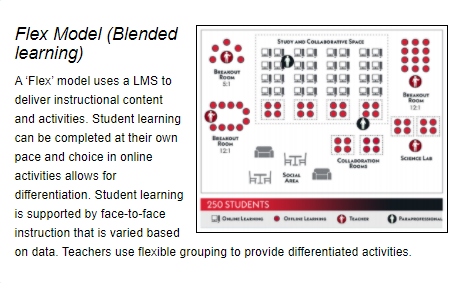 Flex Model (Blended
learning)
A ‘Flex’ model uses a LMS to
deliver instructional content
and activities. Student learning
can be completed at their own
pace and choice in online
activities allows for
differentiation. Student learning
is supported by face-to-face
instruction that is varied based
on data. Teachers use flexible grouping to provide differentiated activities.
Study and Collaborative Space
Breakout
Room
Breakout
Room
12:1
Breakout
Room
12:1
Science Lab
Collaboration
Rooms
Social
Area
250 STUDENTS
Online Learning
Offline Learning
Teacher
Paraprofessional